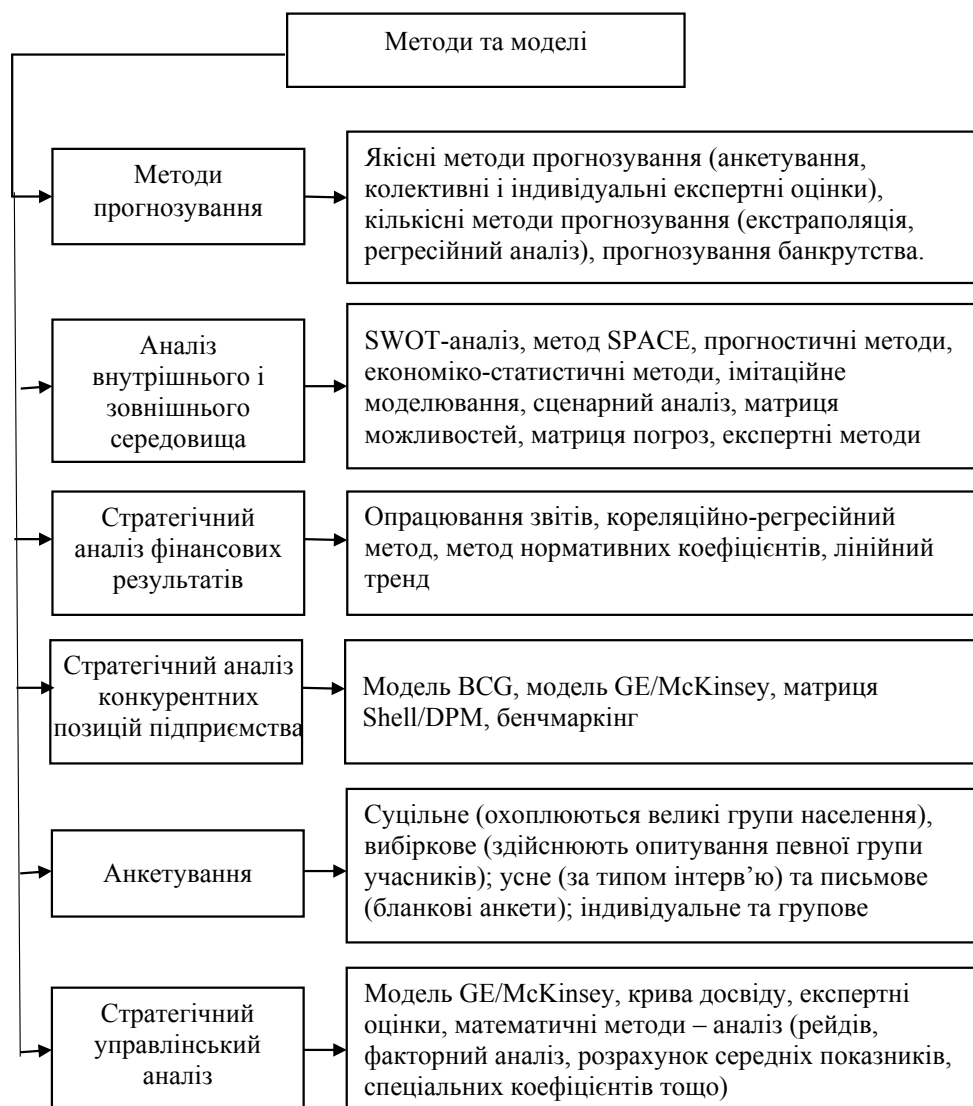 Методи та моделі
Методи
прогнозування
Якісні методи прогнозування (анкетування,
колективні і індивідуальні експертні оцінки),
кількісні методи прогнозування (екстраполяція,
регресійний аналіз), прогнозування банкрутства.
Аналіз
внутрішнього і
зовнішнього
середовища
SWOT-аналіз, метод SPACE, прогностичні методи,
економіко-статистичні методи, імітаційне
моделювання, сценарний аналіз, матриця
можливостей, матриця погроз, експертні методи
Стратегічний
аналіз фінансових
результатів
Опрацювання звітів, кореляційно-регресійний
метод, метод нормативних коефіцієнтів, лінійний
тренд
Стратегічний аналіз
конкурентних
позицій підприємства
Модель BCG, модель GE/McKinsey, матриця
Shell/DPM, бенчмаркінг
Анкетування
Суцільне (охоплюються великі групи населення),
вибіркове (здійснюють опитування певної групи
учасників); усне (за типом інтерв’ю) та письмове
(бланкові анкети); індивідуальне та групове
Стратегічний
управлінський
аналіз
Модель GE/McKinsey, крива досвіду, експертні
оцінки, математичні методи – аналіз (рейдів,
факторний аналіз, розрахунок середніх показників,
спеціальних коефіцієнтів тощо)